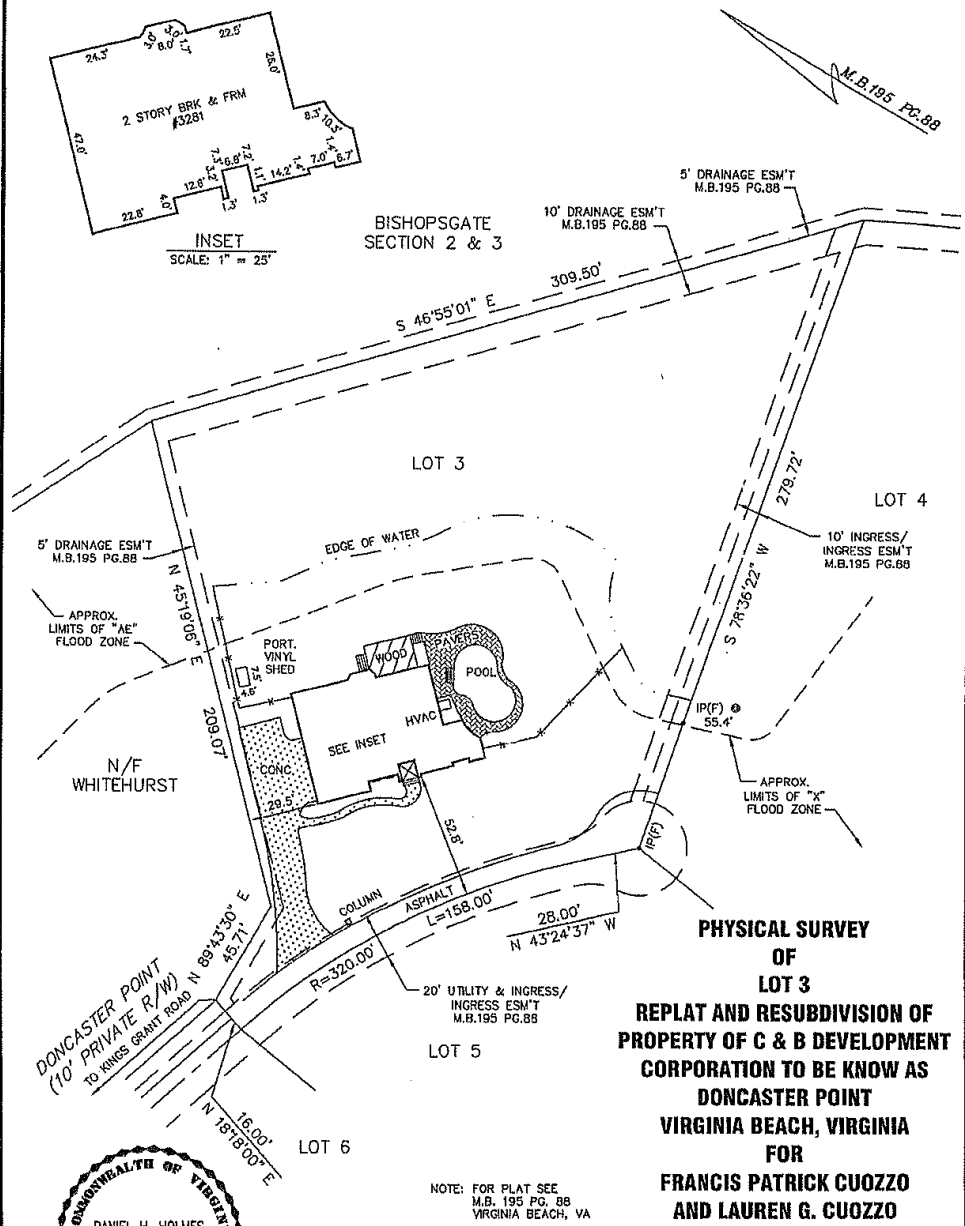 24.3'
3.0'
4.0'
8.0'
1.7'
22.5'
26.0'
2 STORY BRK & FRM
#3281
8.3'
10.5'
47.0'
22.8'
4.0'
12.8'
3.2'
7.3'
6.8'
7.2'
1.1'
1.3'
1.3'
14.2'
1.4'
7.0'
1.4'
6.7'
INSET
SCALE: 1" = 25'
M.B.195 PG.88
BISHOPSGATE
SECTION 2 & 3
5' DRAINAGE ESM'T
M.B.195 PG.88
10' DRAINAGE ESM'T
M.B.195 PG.88
S 46°55'01" E 309.50'
LOT 3
LOT 4
279.72'
S 78°36'22" W
10' INGRESS/
INGRESS ESM'T
M.B.195 PG.88
5' DRAINAGE ESM'T
M.B.195 PG.88
EDGE OF WATER
N 45°19'06" E
209.07'
APPROX.
LIMITS OF "AE"
FLOOD ZONE
PORT.
VINYL
SHED
7.5'
4.6'
WOOD
PAVERS
POOL
HVAC
SEE INSET
CONC.
29.5'
IP(F) @
55.4'
APPROX.
LIMITS OF "X"
FLOOD ZONE
N/F
WHITEHURST
52.8'
IP(F)
COLUMN
ASPHALT
L=158.00'
R=320.00'
28.00'
N 43°24'37" W
N 89°43'30" E
45.71'
DONCASTER POINT
(10' PRIVATE R/W)
TO KINGS GRANT ROAD
20' UTILITY & INGRESS/
INGRESS ESM'T
M.B.195 PG.88
LOT 5
16.00'
N 18°18'00" E
LOT 6
PHYSICAL SURVEY
OF
LOT 3
REPLAT AND RESUBDIVISION OF
PROPERTY OF C & B DEVELOPMENT
CORPORATION TO BE KNOW AS
DONCASTER POINT
VIRGINIA BEACH, VIRGINIA
FOR
FRANCIS PATRICK CUOZZO
AND LAUREN G. CUOZZO
NOTE: FOR PLAT SEE
M.B. 195 PG. 88
VIRGINIA BEACH, VA
COMMONWEALTH OF VIRGIN
DANIEL H. HOLMES